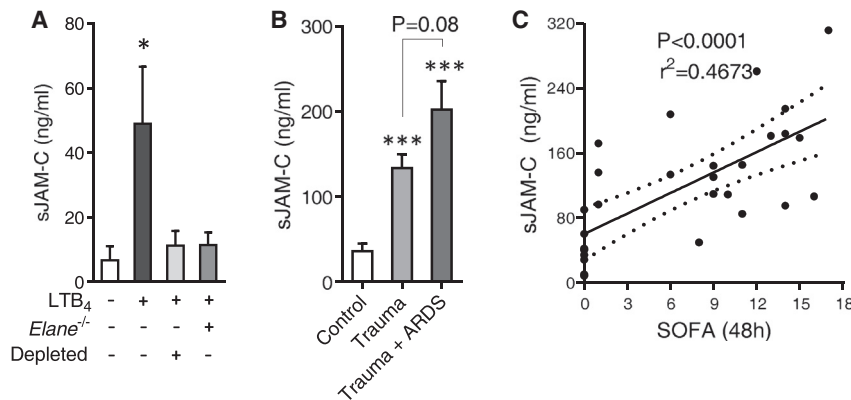 A
sJAM-C (ng/ml)
80
60
40
20
0
*
LTB4 - + + +
Elane-/- - - - +
Depleted - - + -
B
sJAM-C (ng/ml)
300
200
100
0
P=0.08
***
***
Control
Trauma
Trauma + ARDS
C
sJAM-C (ng/ml)
320
240
160
80
0
P<0.0001
r2=0.4673
0 3 6 9 12 15 18
SOFA (48h)